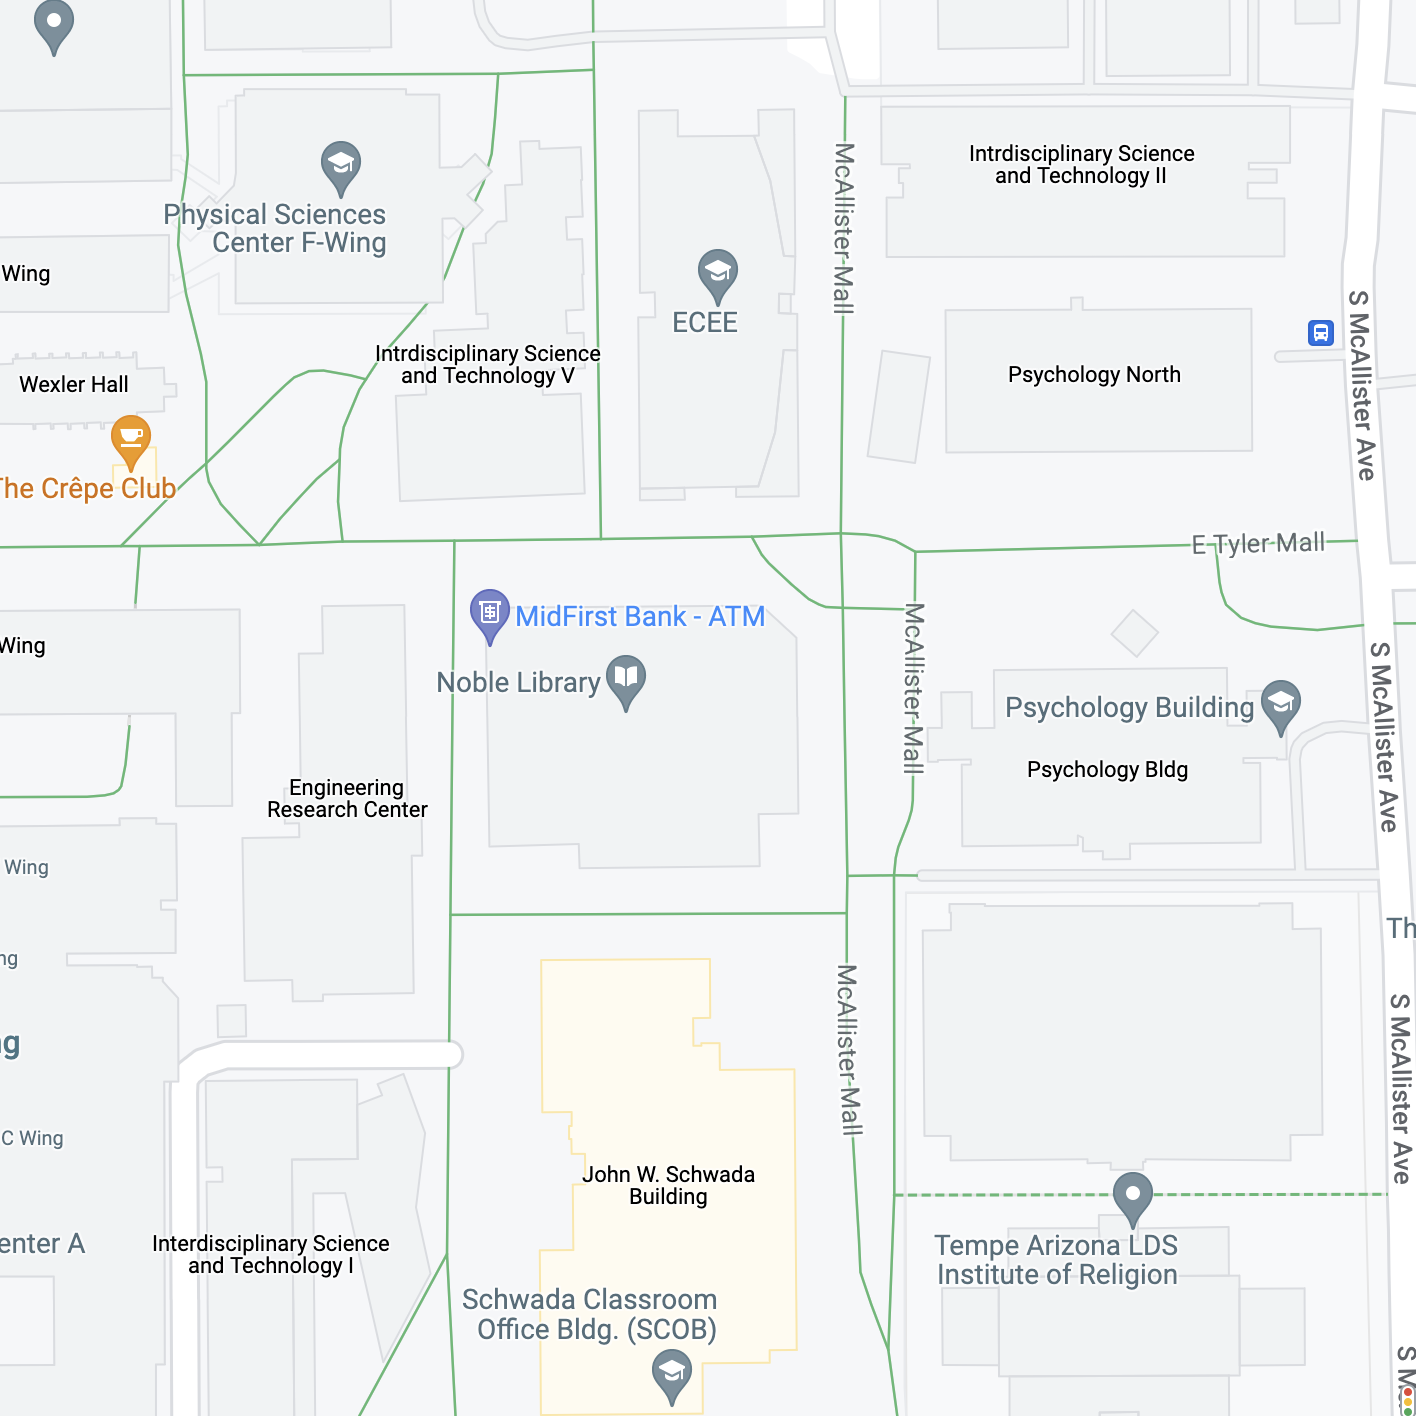 Intrdisciplinary Science
and Technology II
Physical Sciences
Center F-Wing
McAllister Mall
Wing
ECEE
S McAllister Ave
Intrdisciplinary Science
and Technology V
Wexler Hall
Psychology North
The Crêpe Club
E Tyler Mall
MidFirst Bank - ATM
Wing
Noble Library
McAllister Mall
Psychology Building
S McAllister Ave
Psychology Bldg
Engineering
Research Center
Wing
Th
ng
McAllister Mall
S McAllister Ave
ng
C Wing
John W. Schwada
Building
enter A
Interdisciplinary Science
and Technology I
Tempe Arizona LDS
Institute of Religion
Schwada Classroom
Office Bldg. (SCOB)